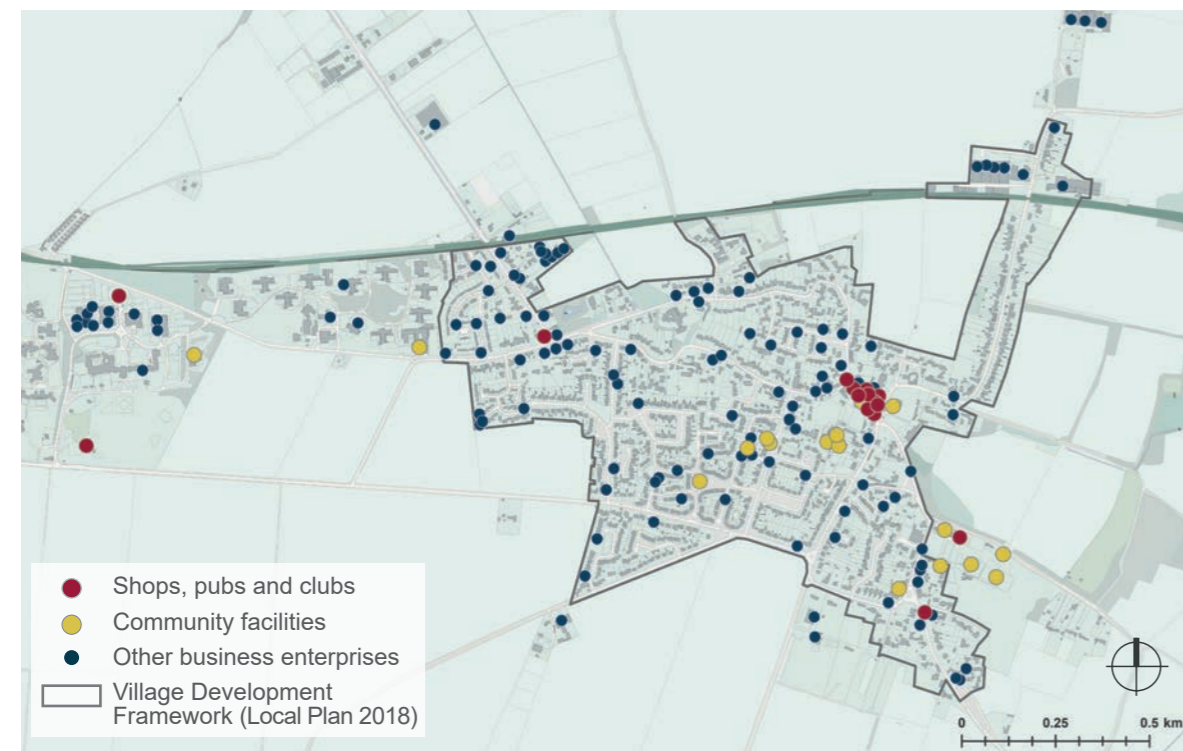 Shops, pubs and clubs
Community facilities
Other business enterprises
Village Development
Framework (Local Plan 2018)
0 0.25 0.5 km